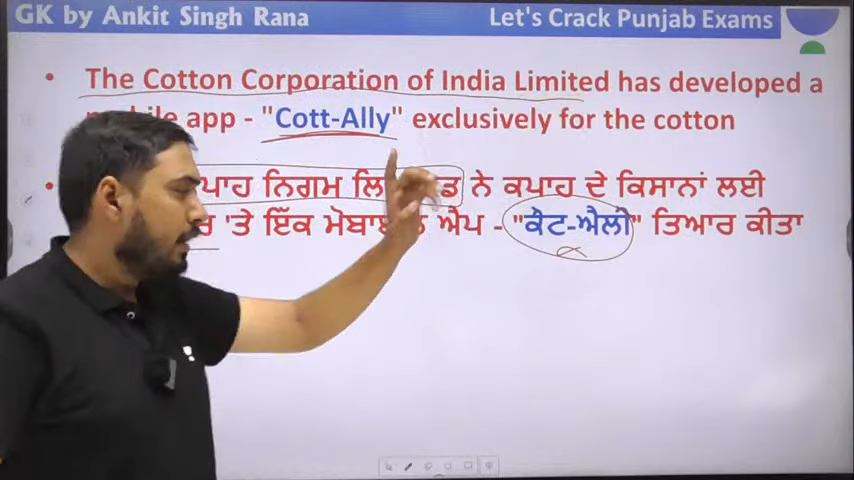 GK by Ankit Singh Rana
Let's Crack Punjab Exams
• The Cotton Corporation of India Limited has developed a
app - "Cott-Ally" exclusively for the cotton
• ਨਿਗਮ ਨੇ ਕਪਾਹ ਦੇ ਕਿਸਾਨਾਂ ਲਈ
'ਤੇ ਇੱਕ ਐਪ - "ਕੋਟ-ਐਲੀ" ਤਿਆਰ ਕੀਤਾ